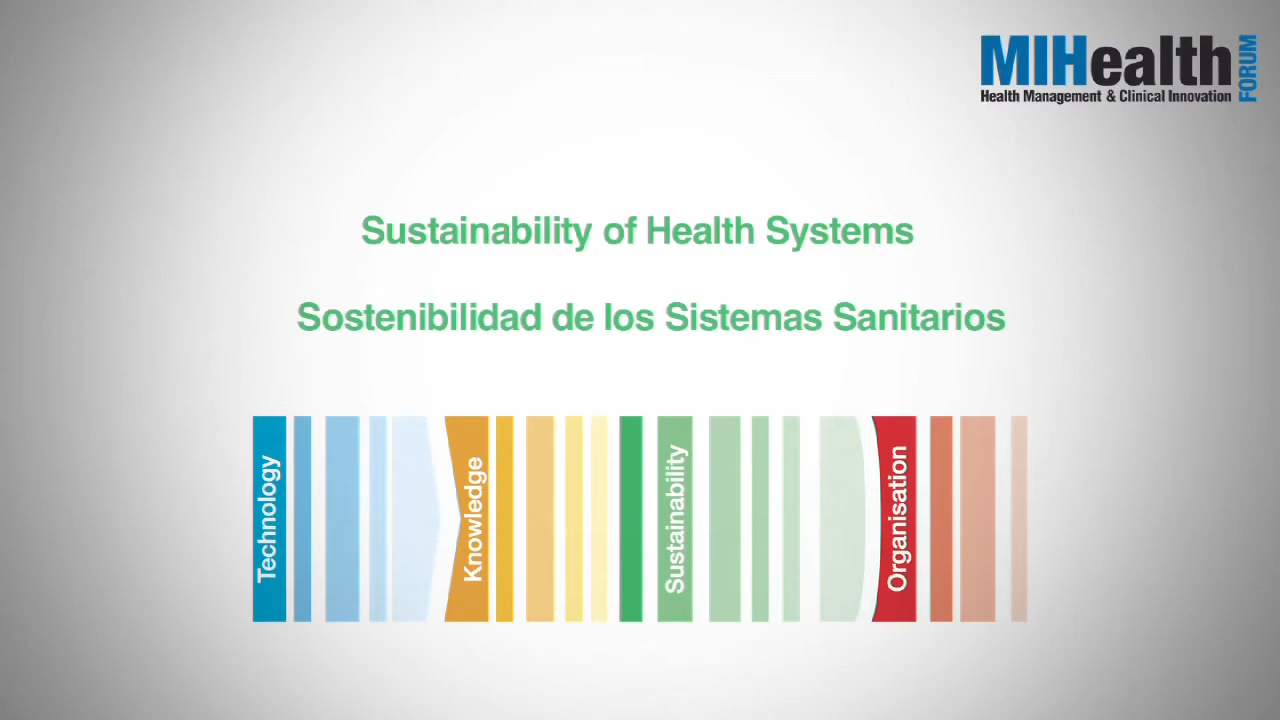 MIHealth FORUM
Health Management & Clinical Innovation
Sustainability of Health Systems
Sostenibilidad de los Sistemas Sanitarios
Technology
Knowledge
Sustainability
Organisation